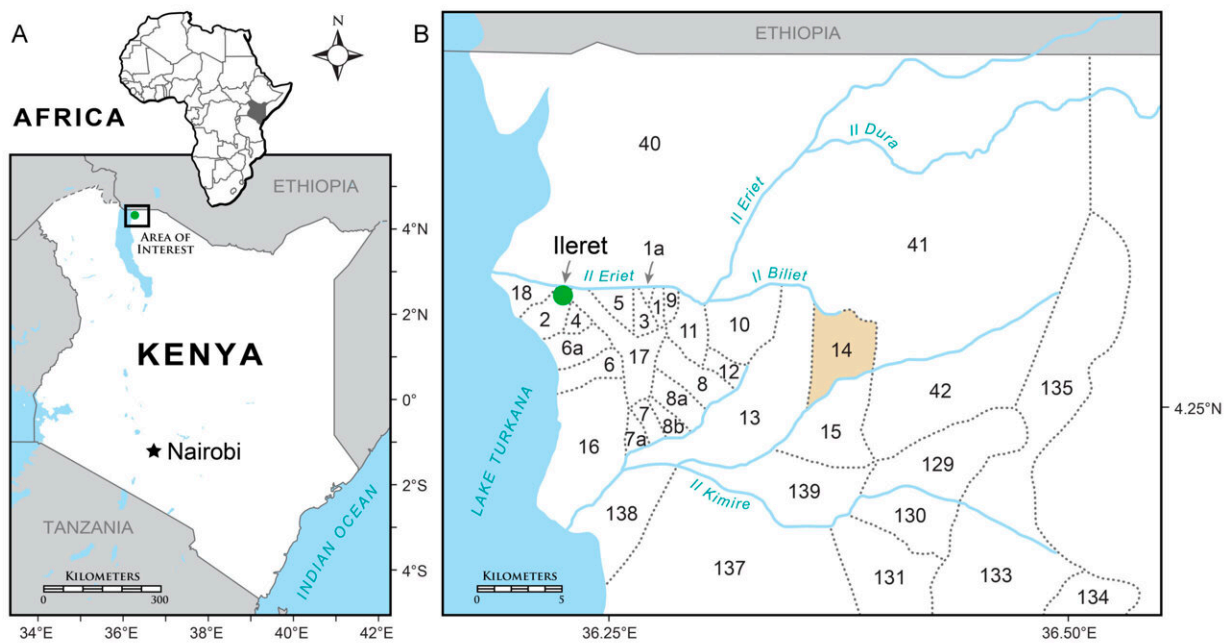 A
N
AFRICA
ETHIOPIA
AREA OF
INTEREST
KENYA
Nairobi
TANZANIA
INDIAN OCEAN
KILOMETERS
0 300
4°N
2°N
0°
2°S
4°S
34°E 36°E 38°E 40°E 42°E
B
ETHIOPIA
40
Il Dura
Il Eriet
41
Ileret
1a
Il Eriet
Il Biliet
18
5
1
9
2
4
3
11
10
14
6a
17
6
12
8
42
135
8a
7
13
4.25°N
8b
15
7a
16
129
LAKE TURKANA
139
Il Kimire
138
130
137
131
133
134
KILOMETERS
0 5
36.25°E 36.50°E